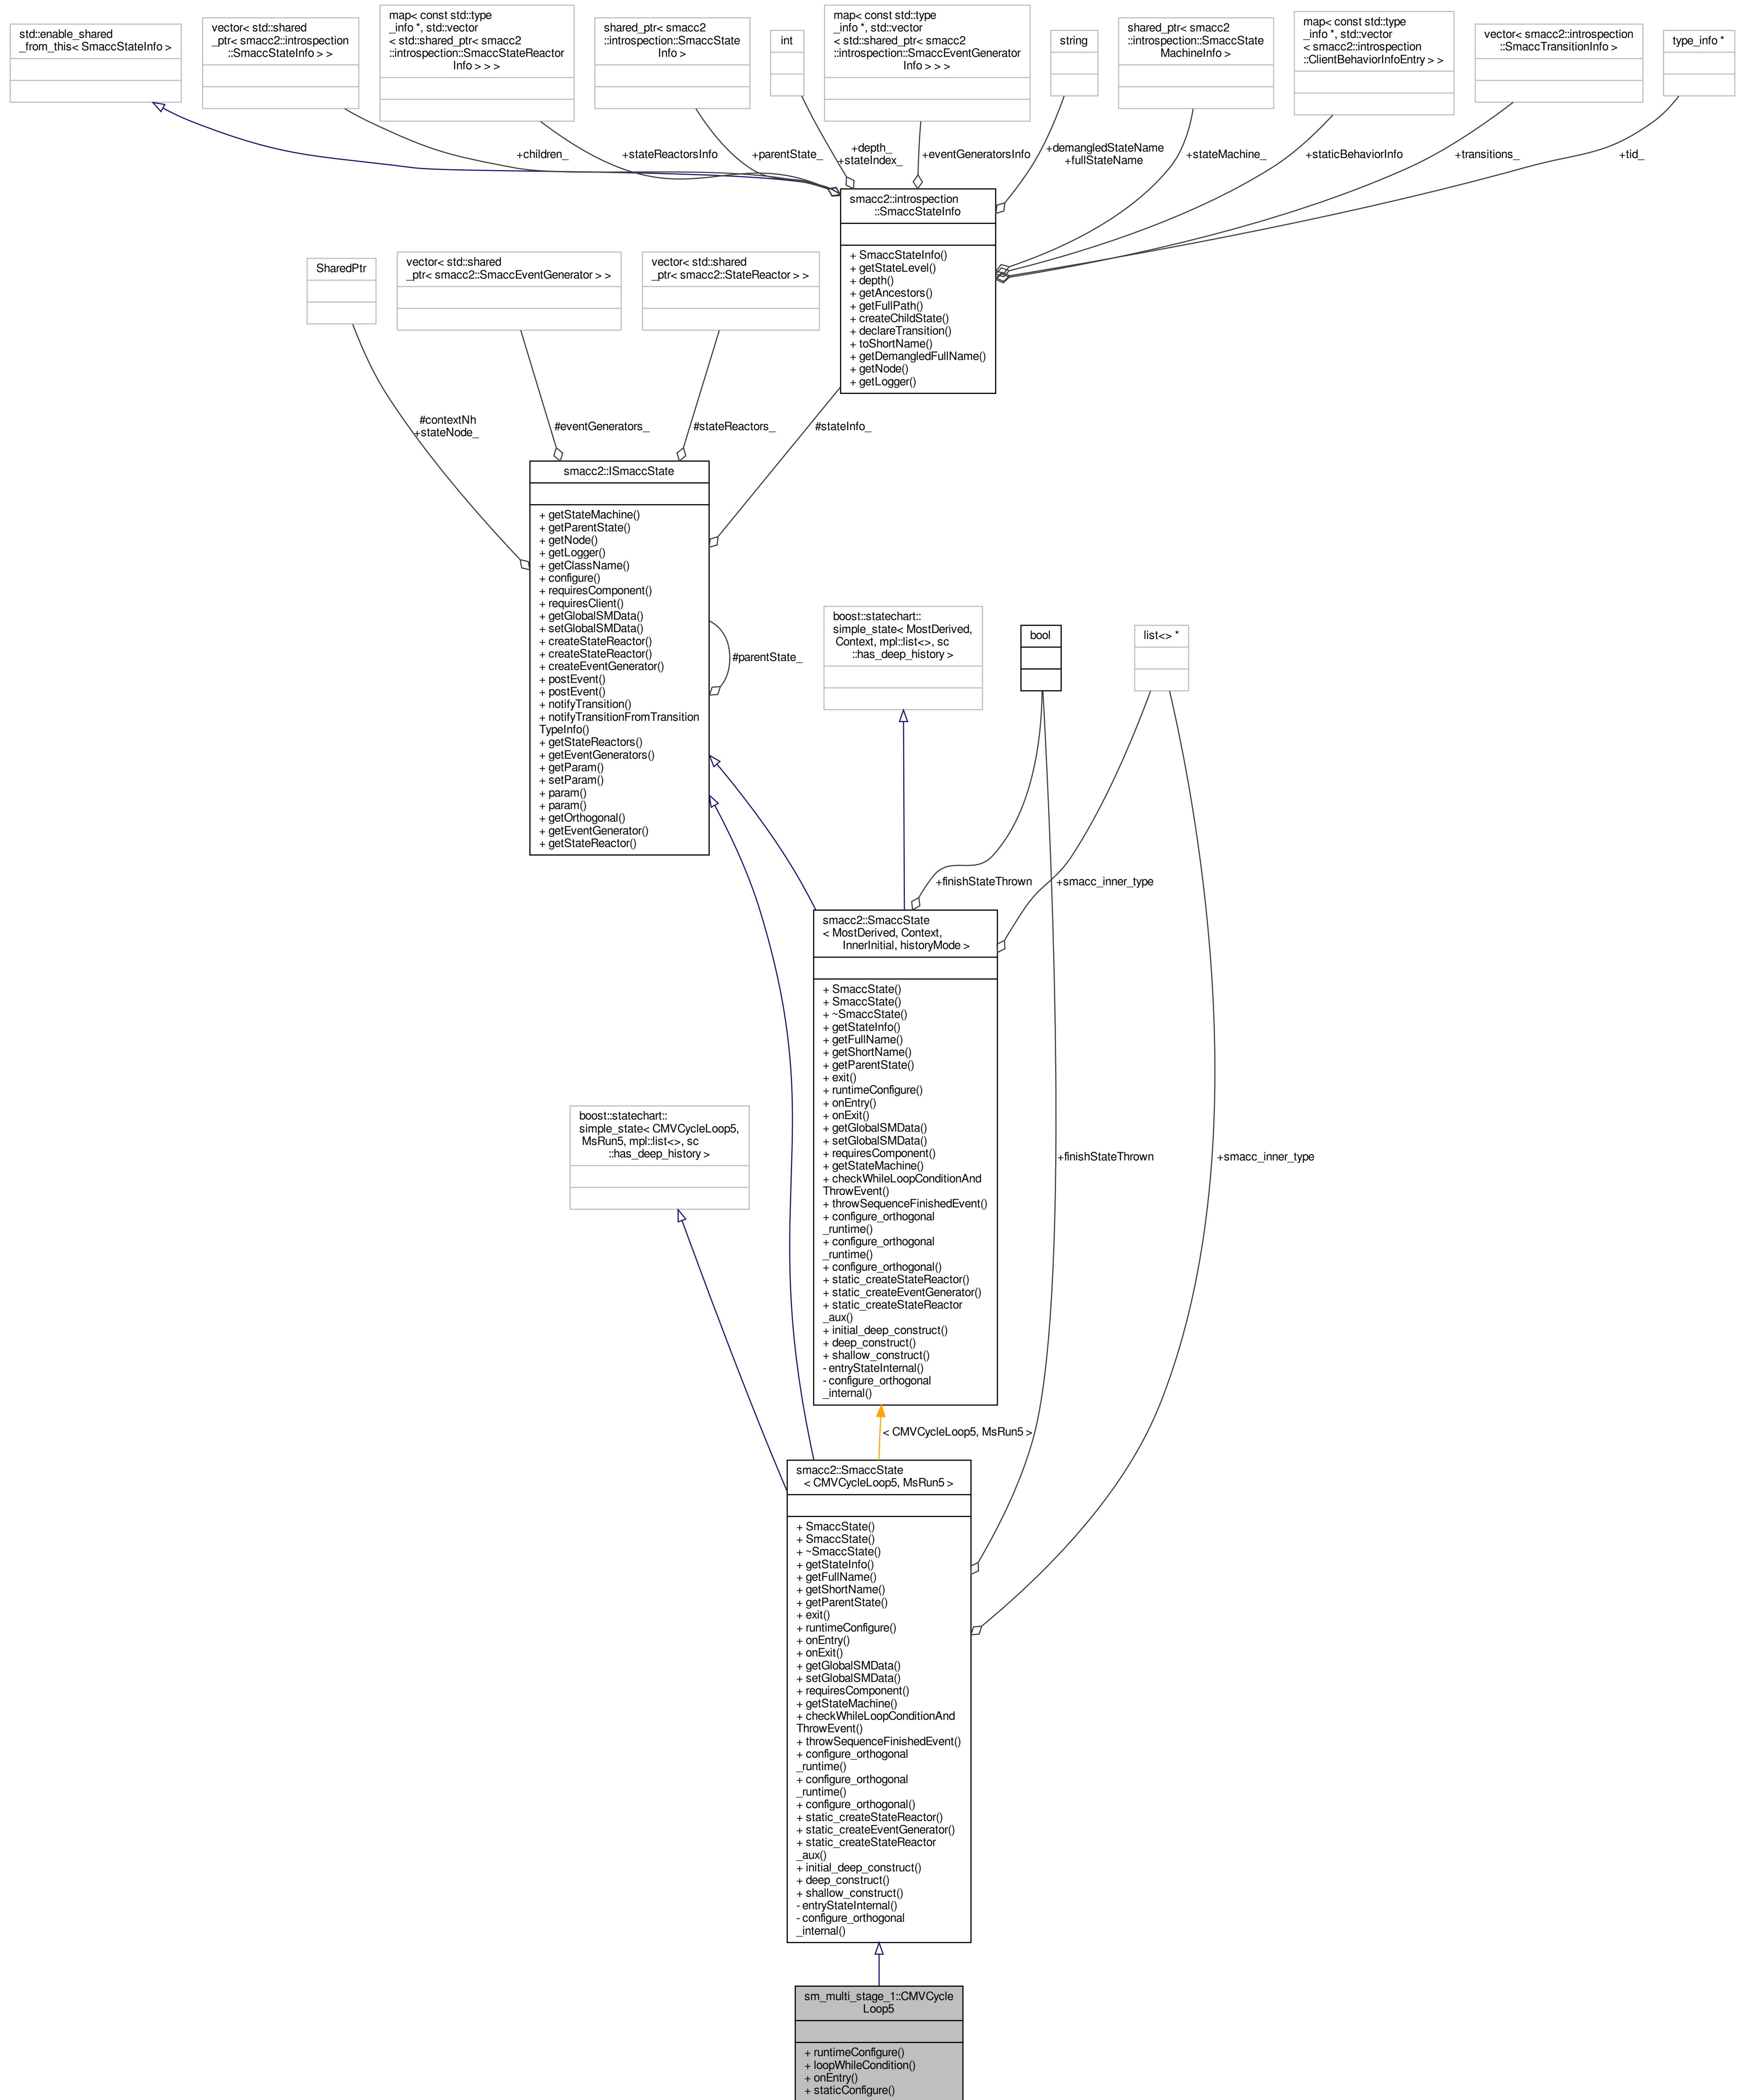 std::enable_shared
_from_this< SmaccStateInfo >
vector< std::shared
_ptr< smacc2::introspection
::SmaccStateInfo > >
map< const std::type
_info *, std::vector
< std::shared_ptr< smacc2
::introspection::SmaccStateReactor
Info > > >
shared_ptr< smacc2
::introspection::SmaccState
Info >
int
map< const std::type
_info *, std::vector
< std::shared_ptr< smacc2
::introspection::SmaccEventGenerator
Info > > >
string
shared_ptr< smacc2
::introspection::SmaccState
MachineInfo >
map< const std::type
_info *, std::vector
< smacc2::introspection
::ClientBehaviorInfoEntry > >
vector< smacc2::introspection
::SmaccTransitionInfo >
type_info *
+children_
+stateReactorsInfo
+parentState_
+depth_
+stateIndex_
+eventGeneratorsInfo
+demangledStateName
+fullStateName
+stateMachine_
+staticBehaviorInfo
+transitions_
+tid_
smacc2::introspection
::SmaccStateInfo
+ SmaccStateInfo()
+ getStateLevel()
+ depth()
+ getAncestors()
+ getFullPath()
+ createChildState()
+ declareTransition()
+ toShortName()
+ getDemangledFullName()
+ getNode()
+ getLogger()
SharedPtr
vector< std::shared
_ptr< smacc2::SmaccEventGenerator > >
vector< std::shared
_ptr< smacc2::StateReactor > >
#contextNh
+stateNode_
#eventGenerators_
#stateReactors_
#stateInfo_
smacc2::ISmaccState
+ getStateMachine()
+ getParentState()
+ getNode()
+ getLogger()
+ getClassName()
+ configure()
+ requiresComponent()
+ requiresClient()
+ getGlobalSMData()
+ setGlobalSMData()
+ createStateReactor()
+ createStateReactor()
+ createEventGenerator()
+ postEvent()
+ postEvent()
+ notifyTransition()
+ notifyTransitionFromTransition
TypeInfo()
+ getStateReactors()
+ getEventGenerators()
+ getParam()
+ setParam()
+ param()
+ param()
+ getOrthogonal()
+ getEventGenerator()
+ getStateReactor()
#parentState_
boost::statechart::
simple_state< MostDerived,
Context, mpl::list<>, sc
::has_deep_history >
bool
list<> *
+finishStateThrown
+smacc_inner_type
smacc2::SmaccState
< MostDerived, Context,
InnerInitial, historyMode >
+ SmaccState()
+ SmaccState()
+ ~SmaccState()
+ getStateInfo()
+ getFullName()
+ getShortName()
+ getParentState()
+ exit()
+ runtimeConfigure()
+ onEntry()
+ onExit()
+ getGlobalSMData()
+ setGlobalSMData()
+ requiresComponent()
+ getStateMachine()
+ checkWhileLoopConditionAnd
ThrowEvent()
+ throwSequenceFinishedEvent()
+ configure_orthogonal
_runtime()
+ configure_orthogonal
_runtime()
+ configure_orthogonal()
+ static_createStateReactor()
+ static_createEventGenerator()
+ static_createStateReactor
_aux()
+ initial_deep_construct()
+ deep_construct()
+ shallow_construct()
- entryStateInternal()
- configure_orthogonal
_internal()
boost::statechart::
simple_state< CMVCycleLoop5,
MsRun5, mpl::list<>, sc
::has_deep_history >
+finishStateThrown
+smacc_inner_type
< CMVCycleLoop5, MsRun5 >
smacc2::SmaccState
< CMVCycleLoop5, MsRun5 >
+ SmaccState()
+ SmaccState()
+ ~SmaccState()
+ getStateInfo()
+ getFullName()
+ getShortName()
+ getParentState()
+ exit()
+ runtimeConfigure()
+ onEntry()
+ onExit()
+ getGlobalSMData()
+ setGlobalSMData()
+ requiresComponent()
+ getStateMachine()
+ checkWhileLoopConditionAnd
ThrowEvent()
+ throwSequenceFinishedEvent()
+ configure_orthogonal
_runtime()
+ configure_orthogonal
_runtime()
+ configure_orthogonal()
+ static_createStateReactor()
+ static_createEventGenerator()
+ static_createStateReactor
_aux()
+ initial_deep_construct()
+ deep_construct()
+ shallow_construct()
- entryStateInternal()
- configure_orthogonal
_internal()
sm_multi_stage_1::CMVCycle
Loop5
+ runtimeConfigure()
+ loopWhileCondition()
+ onEntry()
+ staticConfigure()